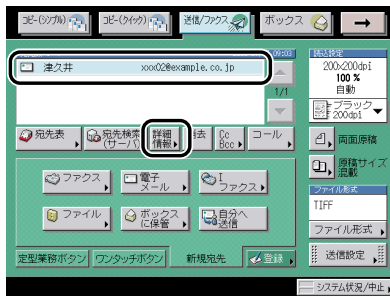 コピー(シンプル)
コピー(クイック)
送信/ファクス
ボックス
09:03
読込設定
津久井 xxx02@example.co.jp
200×200dpi
100 %
自動
1/1
ブラック
200dpi
宛先表
宛先検索
(サーバ)
詳細
情報
去
Cc
Bcc
コール
両面原稿
原稿サイズ
混載
ファクス
電子
メール
I
ファクス
ファイル形式
TIFF
ファイル
ボックス
に保管
自分へ
送信
ファイル形式
定型業務ボタン
ワンタッチボタン
新規宛先
登録
送信設定
システム状況/中止